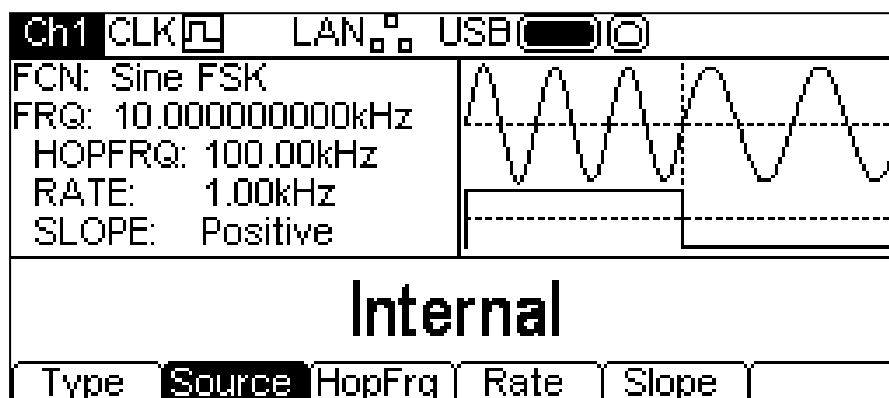 Ch1 CLK LAN USB
FCN: Sine FSK
FRQ: 10.0000000000kHz
HOPFRQ: 100.00kHz
RATE: 1.00kHz
SLOPE: Positive
Internal
Type Source HopFrq Rate Slope